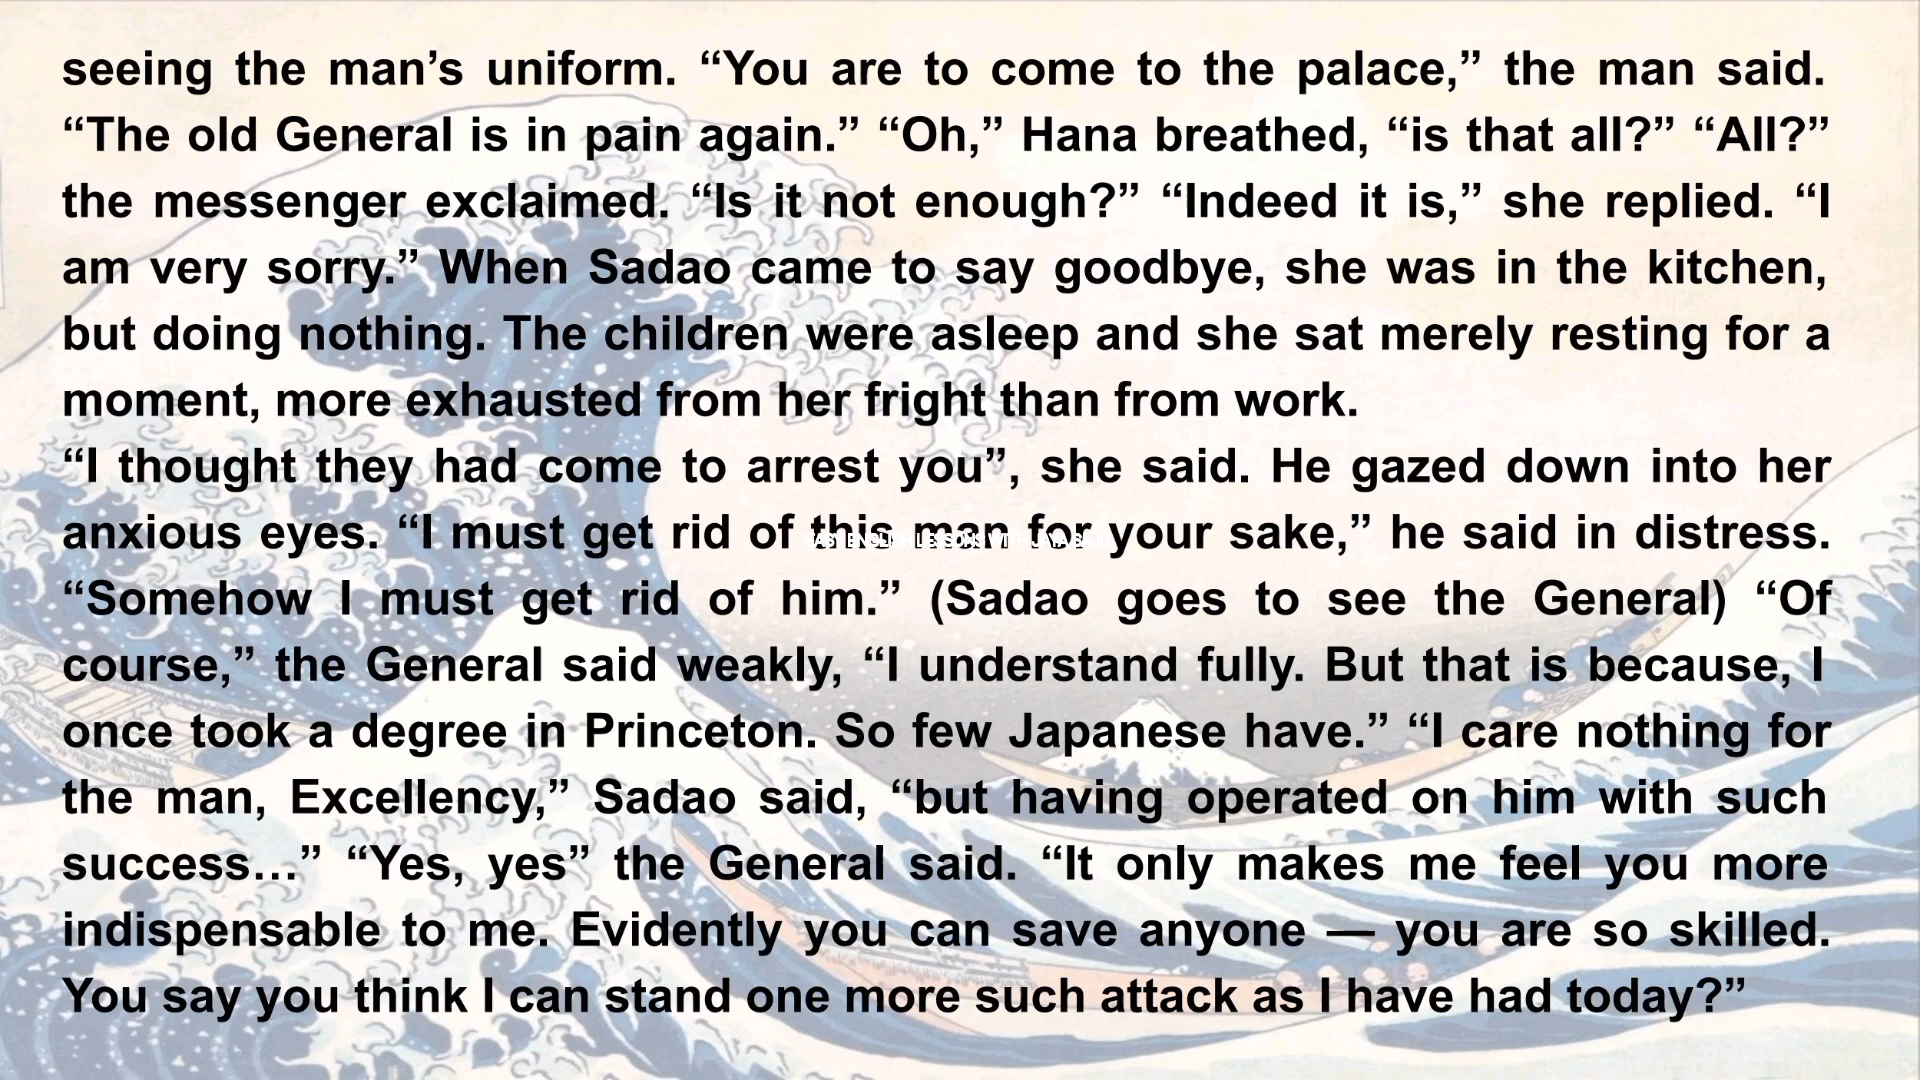 seeing the man’s uniform. “You are to come to the palace,” the man said.
“The old General is in pain again.” “Oh,” Hana breathed, “is that all?” “All?”
the messenger exclaimed. “Is it not enough?” “Indeed it is,” she replied. “I
am very sorry.” When Sadao came to say goodbye, she was in the kitchen,
but doing nothing. The children were asleep and she sat merely resting for a
moment, more exhausted from her fright than from work.
“I thought they had come to arrest you”, she said. He gazed down into her
anxious eyes. “I must get rid of this man for your sake,” he said in distress.
“Somehow I must get rid of him.” (Sadao goes to see the General) “Of
course,” the General said weakly, “I understand fully. But that is because, I
once took a degree in Princeton. So few Japanese have.” “I care nothing for
the man, Excellency,” Sadao said, “but having operated on him with such
success…” “Yes, yes” the General said. “It only makes me feel you more
indispensable to me. Evidently you can save anyone — you are so skilled.
You say you think I can stand one more such attack as I have had today?”